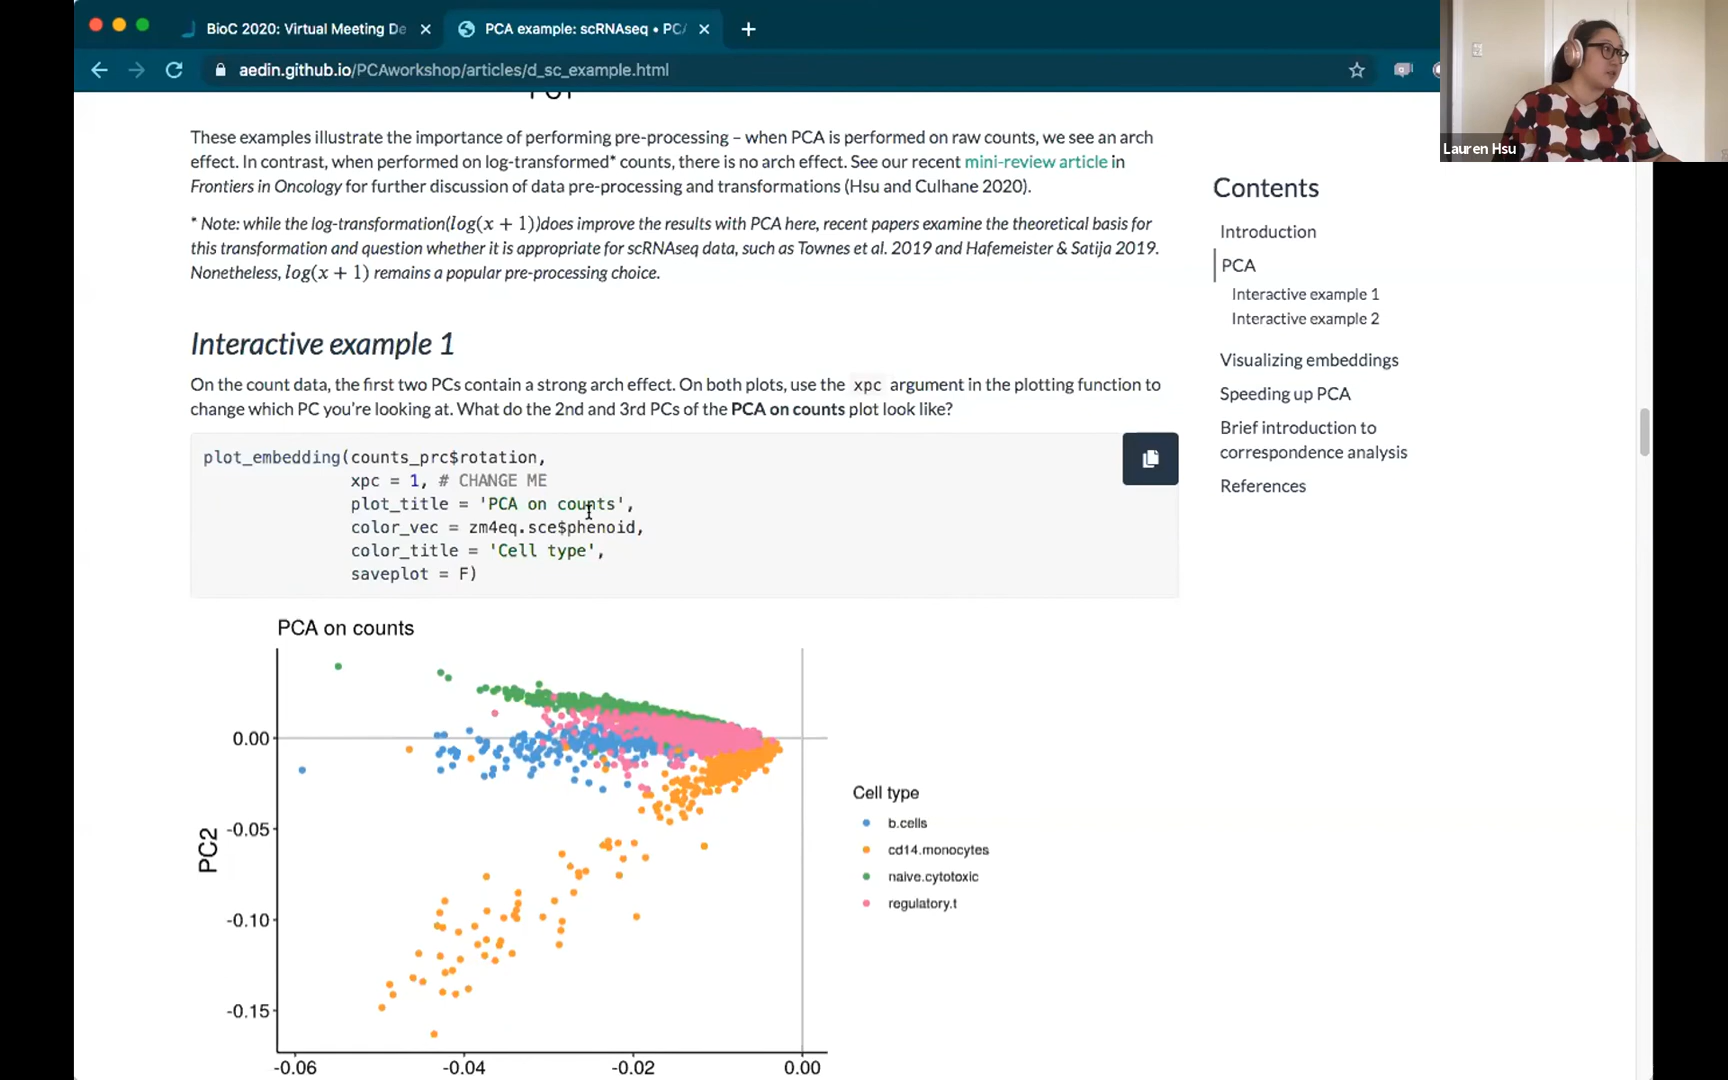 BioC 2020: Virtual Meeting De
PCA example: scRNAseq • PC/
aedin.github.io/PCAworkshop/articles/d_sc_example.html
Lauren Hsu
These examples illustrate the importance of performing pre-processing – when PCA is performed on raw counts, we see an arch
effect. In contrast, when performed on log-transformed* counts, there is no arch effect. See our recent mini-review article in
Frontiers in Oncology for further discussion of data pre-processing and transformations (Hsu and Culhane 2020).
* Note: while the log-transformation(log(x + 1))does improve the results with PCA here, recent papers examine the theoretical basis for
this transformation and question whether it is appropriate for scRNAseq data, such as Townes et al. 2019 and Hafemeister & Satija 2019.
Nonetheless, log(x + 1) remains a popular pre-processing choice.
Interactive example 1
On the count data, the first two PCs contain a strong arch effect. On both plots, use the xpc argument in the plotting function to
change which PC you're looking at. What do the 2nd and 3rd PCs of the PCA on counts plot look like?
plot_embedding(counts_prc$rotation,
xpc = 1, # CHANGE ME
plot_title = 'PCA on counts',
color_vec = zm4eq.sce$phenoid,
color_title = 'Cell type',
saveplot = F)
PCA on counts
PC2
0.00
-0.05
-0.10
-0.15
-0.06
-0.04
-0.02
0.00
Cell type
b.cells
cd14.monocytes
naive.cytotoxic
regulatory.t
Contents
Introduction
PCA
Interactive example 1
Interactive example 2
Visualizing embeddings
Speeding up PCA
Brief introduction to
correspondence analysis
References